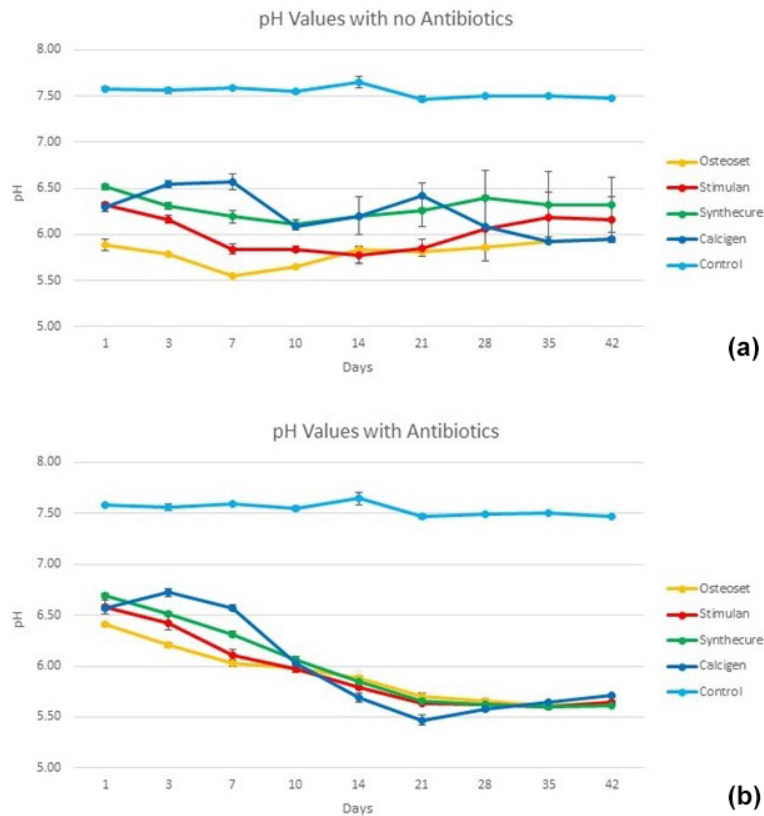 pH Values with no Antibiotics
8.00
7.50
7.00
6.50
6.00
5.50
5.00
pH
1 3 7 10 14 21 28 35 42
Days
Osteoset
Stimulan
Synthecure
Calcigen
Control
(a)
pH Values with Antibiotics
8.00
7.50
7.00
6.50
6.00
5.50
5.00
pH
1 3 7 10 14 21 28 35 42
Days
Osteoset
Stimulan
Synthecure
Calcigen
Control
(b)